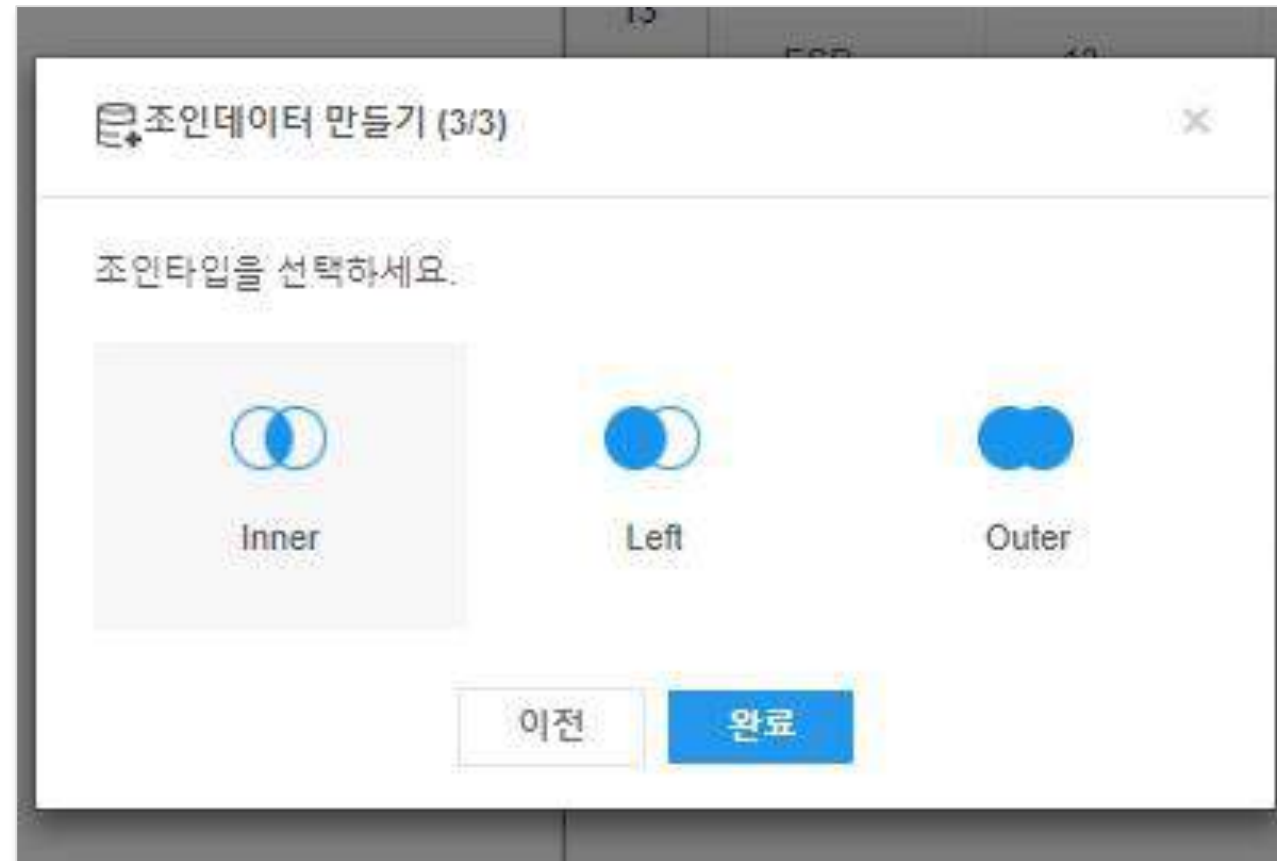 13
조인데이터 만들기 (3/3)
조인타입을 선택하세요.
Inner Left Outer
이전 완료